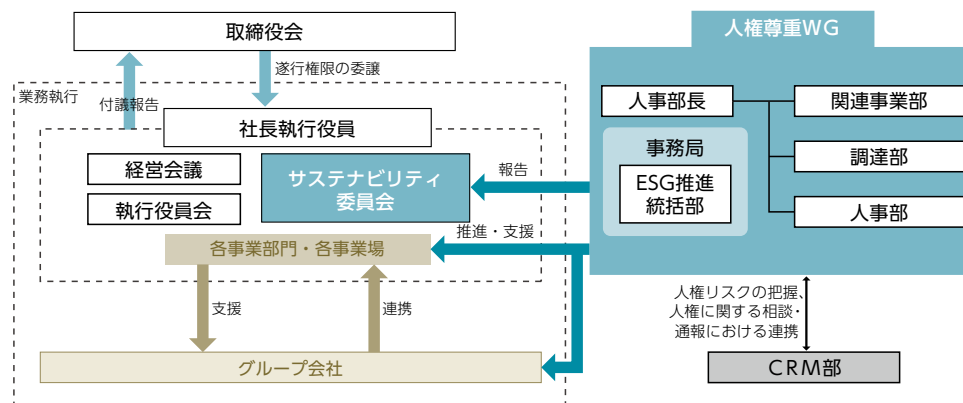 取締役会
人権尊重WG
遂行権限の委譲
業務執行
付議報告
社長執行役員
人事部長
関連事業部
経営会議
サステナビリティ
委員会
執行役員会
報告
事務局
ESG推進
統括部
調達部
人事部
推進・支援
各事業部門・各事業場
支援
連携
人権リスクの把握、
人権に関する相談・
通報における連携
グループ会社
CRM部